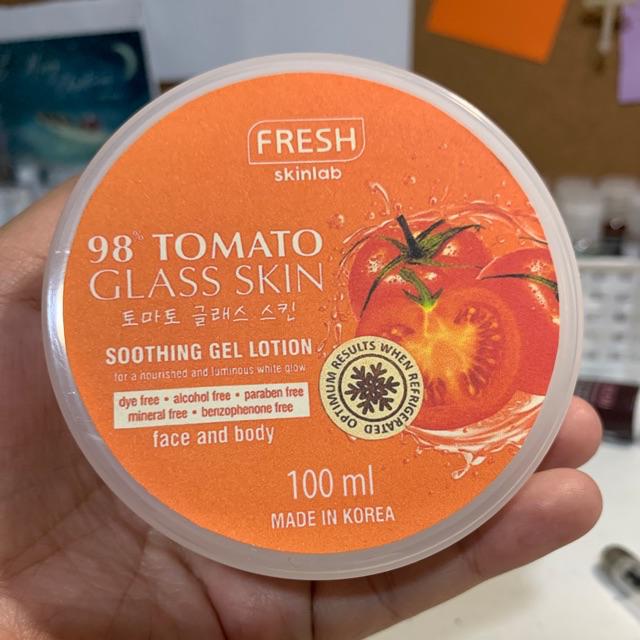 FRESH
skinlab
98% TOMATO
GLASS SKIN
토마토 글래스 스킨
SOOTHING GEL LOTION
for a nourished and luminous white glow
dye free • alcohol free • paraben free
mineral free • benzophenone free
face and body
OPTIMUM RESULTS WHEN REFRIGERATED
100 ml
MADE IN KOREA